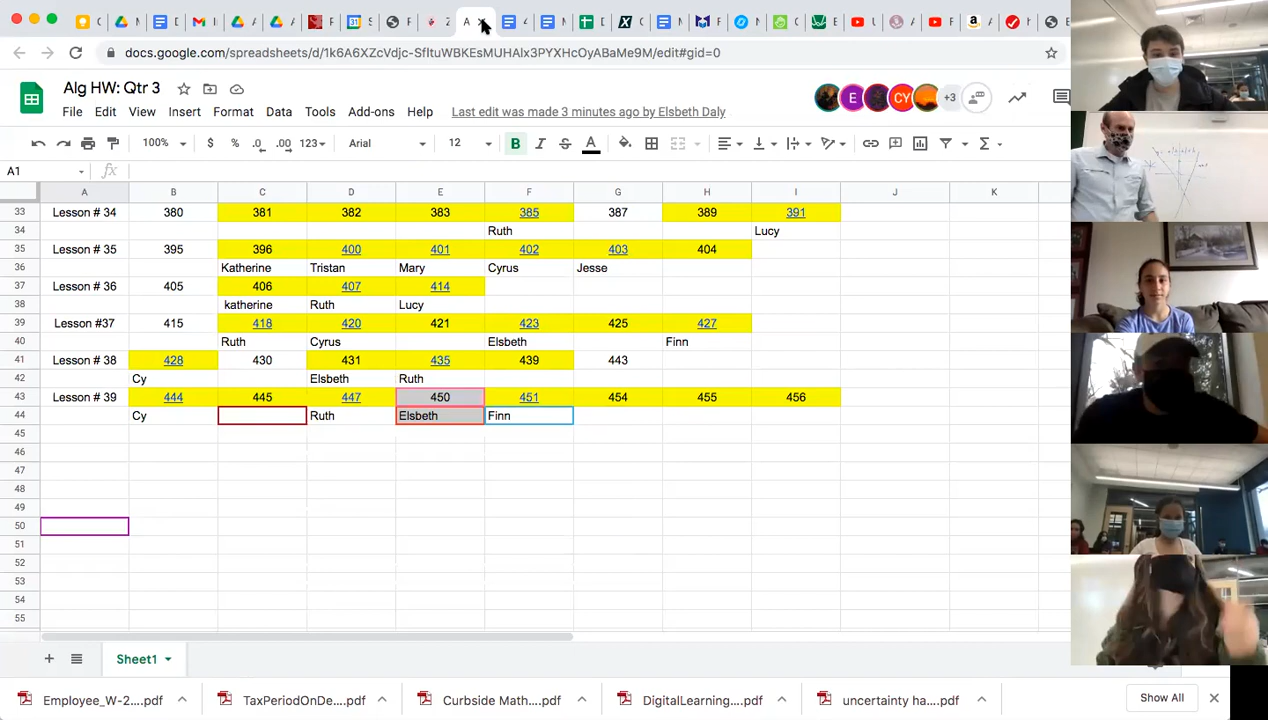 docs.google.com/spreadsheets/d/1k6A6XZcVdjc-SfItuWBKEsMUHAIx3PYXHcOyABaMe9M/edit#gid=0
Alg HW: Qtr 3
File Edit View Insert Format Data Tools Add-ons Help Last edit was made 3 minutes ago by Elsbeth Daly
E CY +3
100% $ % .0 .00 123 Arial 12 B I S A
A1 fx
A B C D E F G H I J K
33 Lesson # 34 380 381 382 383 385 387 389 391
34 Ruth Lucy
35 Lesson # 35 395 396 400 401 402 403 404
36 Katherine Tristan Mary Cyrus Jesse
37 Lesson # 36 405 406 407 414
38 katherine Ruth Lucy
39 Lesson #37 415 418 420 421 423 425 427
40 Ruth Cyrus Elsbeth Finn
41 Lesson # 38 428 430 431 435 439 443
42 Cy Elsbeth Ruth
43 Lesson # 39 444 445 447 450 451 454 455 456
44 Cy Ruth Elsbeth Finn
45
46
47
48
49
50
51
52
53
54
55
+ Sheet1
Employee_W-2....pdf TaxPeriodOnDe....pdf Curbside Math....pdf DigitalLearning....pdf uncertainty ha....pdf Show All